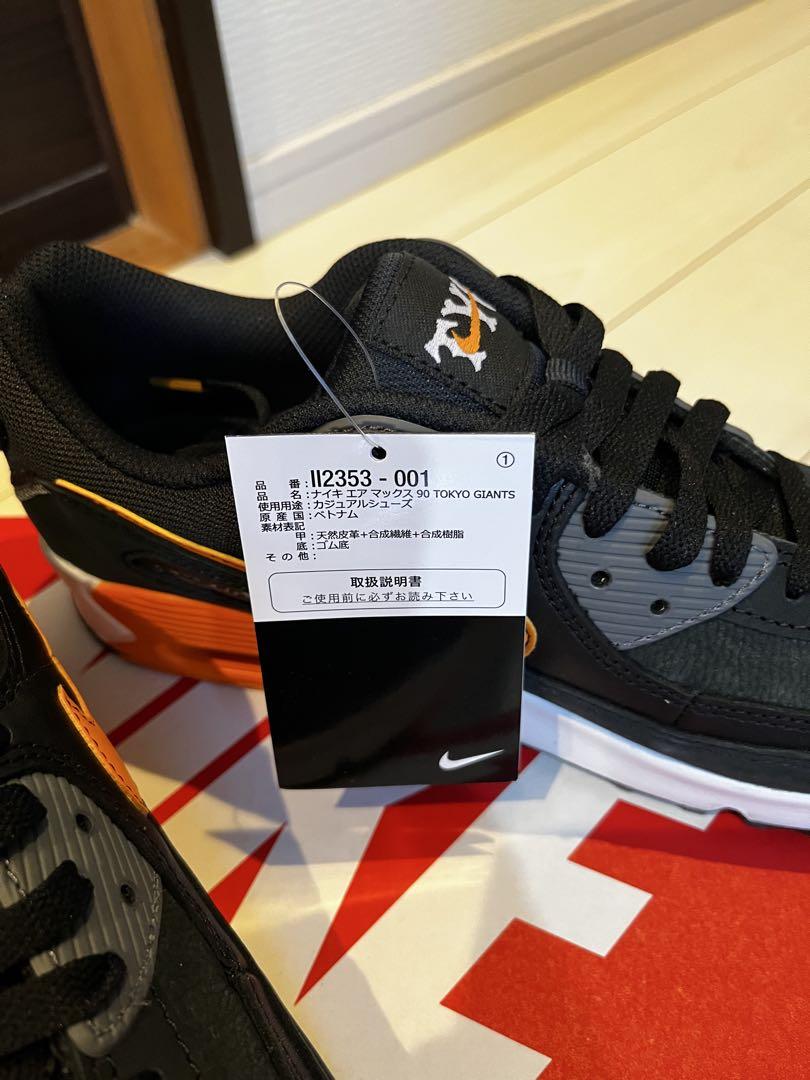 ①
品番：II2353 - 001
品名：ナイキ エア マックス 90 TOKYO GIANTS
使用用途：カジュアルシューズ
原産国：ベトナム
素材表記
甲：天然皮革+合成繊維+合成樹脂
底：ゴム底
その他：
取扱説明書
ご使用前に必ずお読み下さい